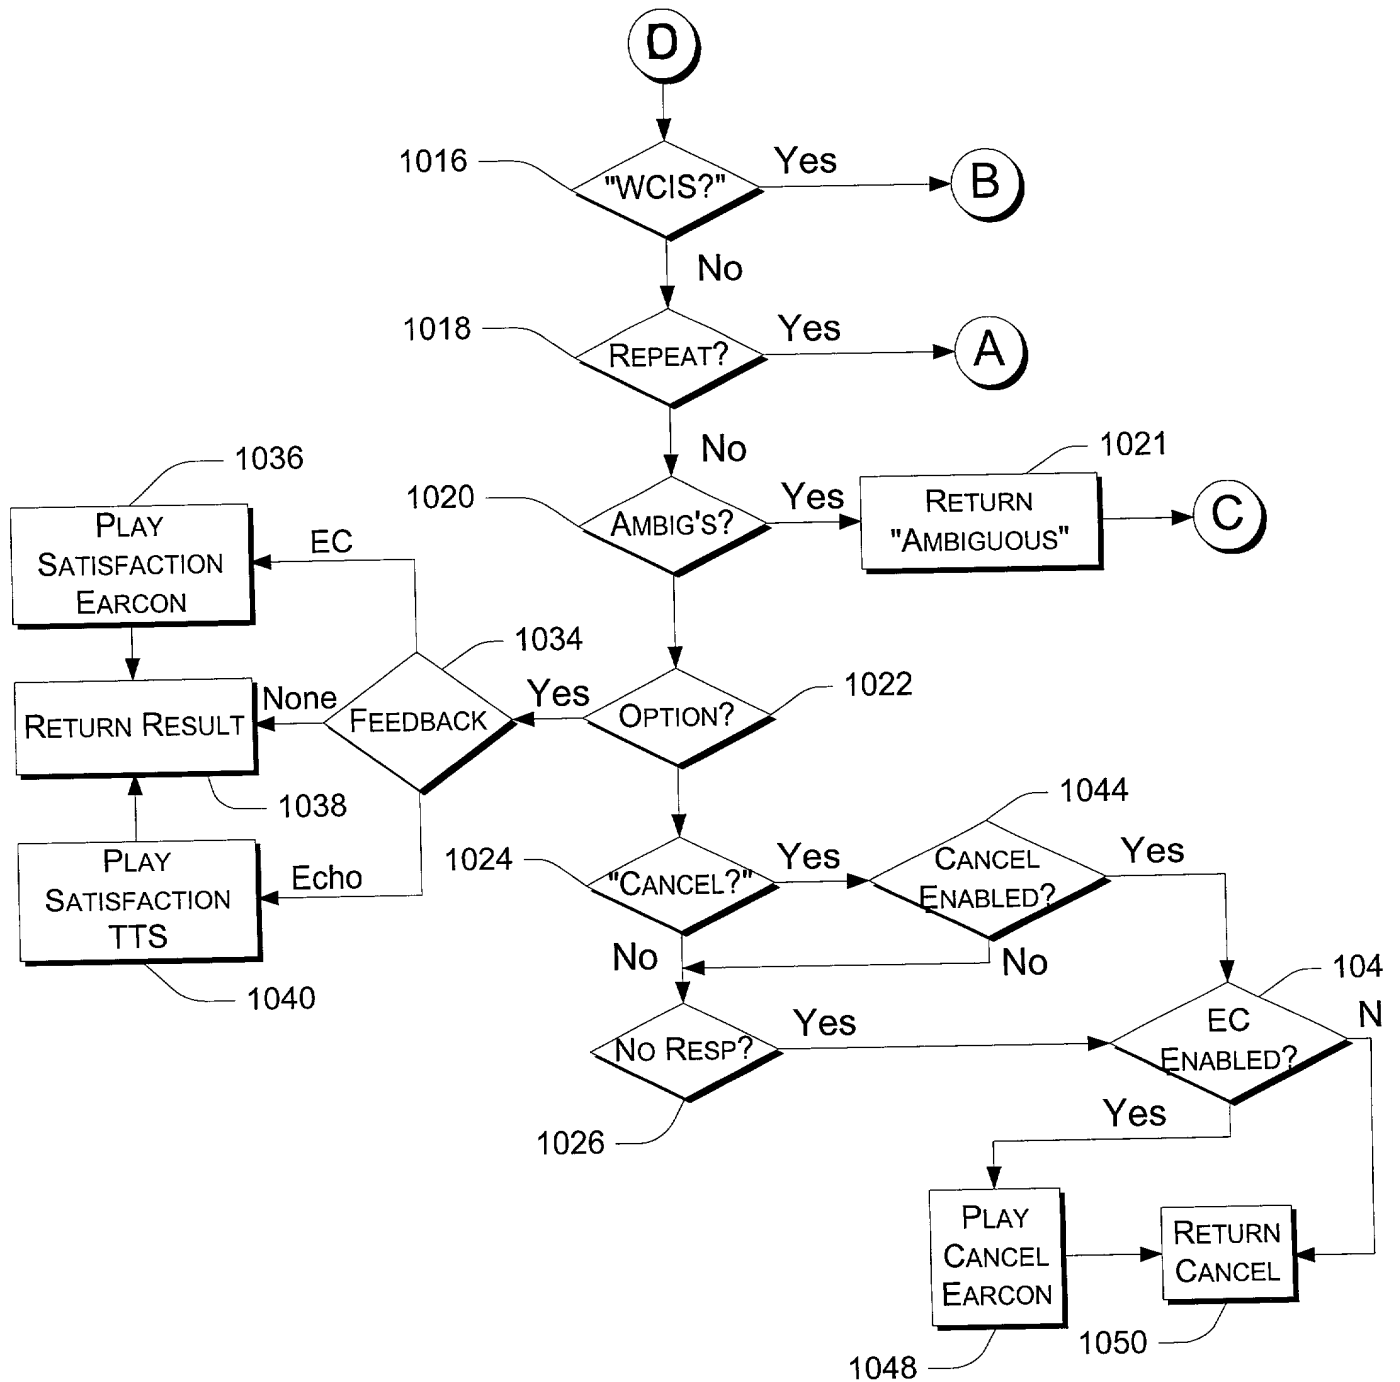 D
1016
"WCIS?"
Yes
B
No
1018
REPEAT?
Yes
A
No
1020
AMBIG'S?
Yes
1021
RETURN
"AMBIGUOUS"
C
1036
PLAY
SATISFACTION
EARCON
EC
1034
FEEDBACK
Yes
OPTION?
1022
None
RETURN RESULT
1038
Echo
PLAY
SATISFACTION
TTS
1040
1024
"CANCEL?"
Yes
1044
CANCEL
ENABLED?
Yes
No
No
NO RESP?
1026
Yes
104
EC
ENABLED?
N
Yes
PLAY
CANCEL
EARCON
1048
RETURN
CANCEL
1050